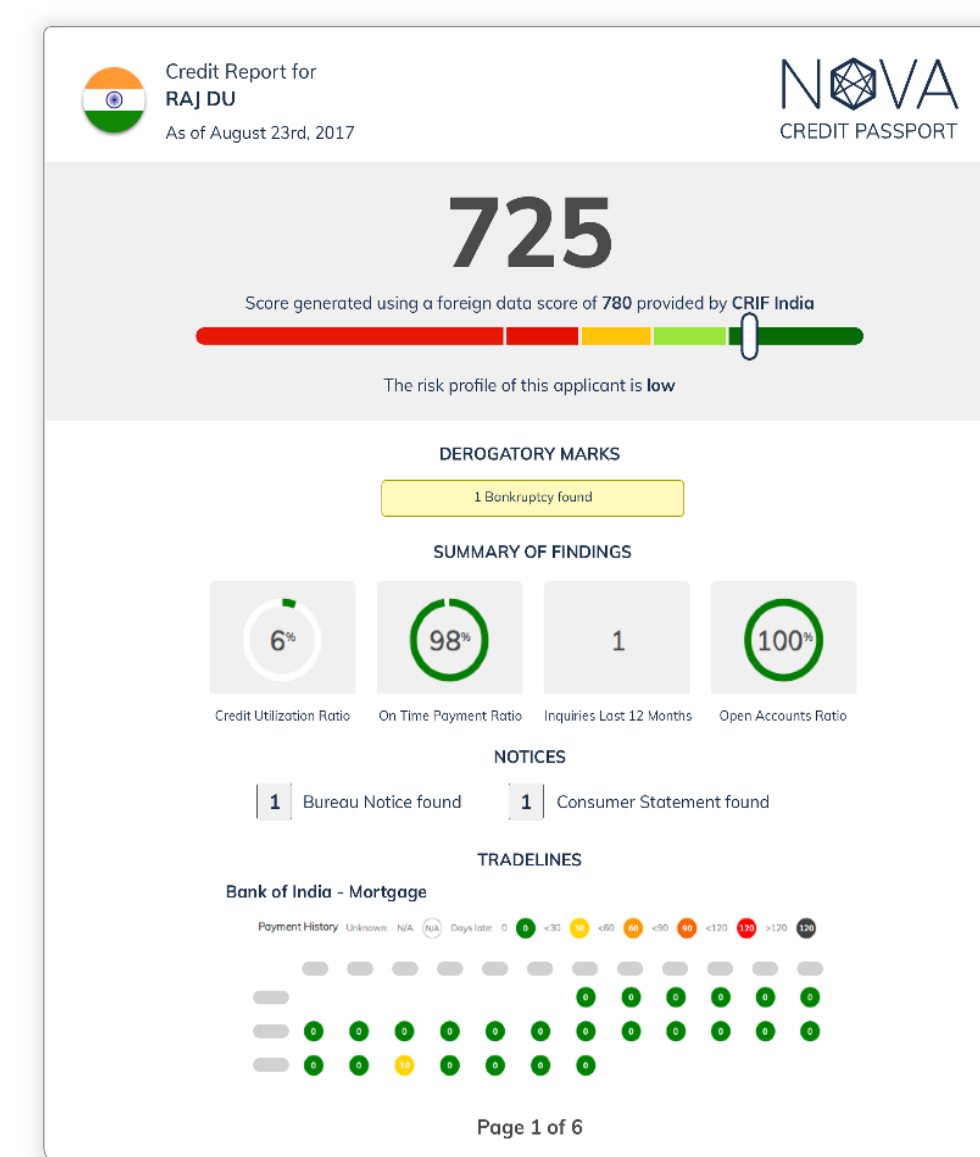 Credit Report for
RAJ DU
As of August 23rd, 2017
NOVA
CREDIT PASSPORT
725
Score generated using a foreign data score of 780 provided by CRIF India
The risk profile of this applicant is low
DEROGATORY MARKS
1 Bankruptcy found
SUMMARY OF FINDINGS
6% 98% 1 100%
Credit Utilization Ratio On Time Payment Ratio Inquiries Last 12 Months Open Accounts Ratio
NOTICES
1 Bureau Notice found 1 Consumer Statement found
TRADELINES
Bank of India - Mortgage
Payment History Unknown: N/A N/A Days late: 0 0 <30 30 <60 60 <90 90 <120 120 >120 120
0 0 0 0 0 0
0 0 0 0 0 0 0 0 0 0 0 0
0 0 30 0 0 0 0
Page 1 of 6